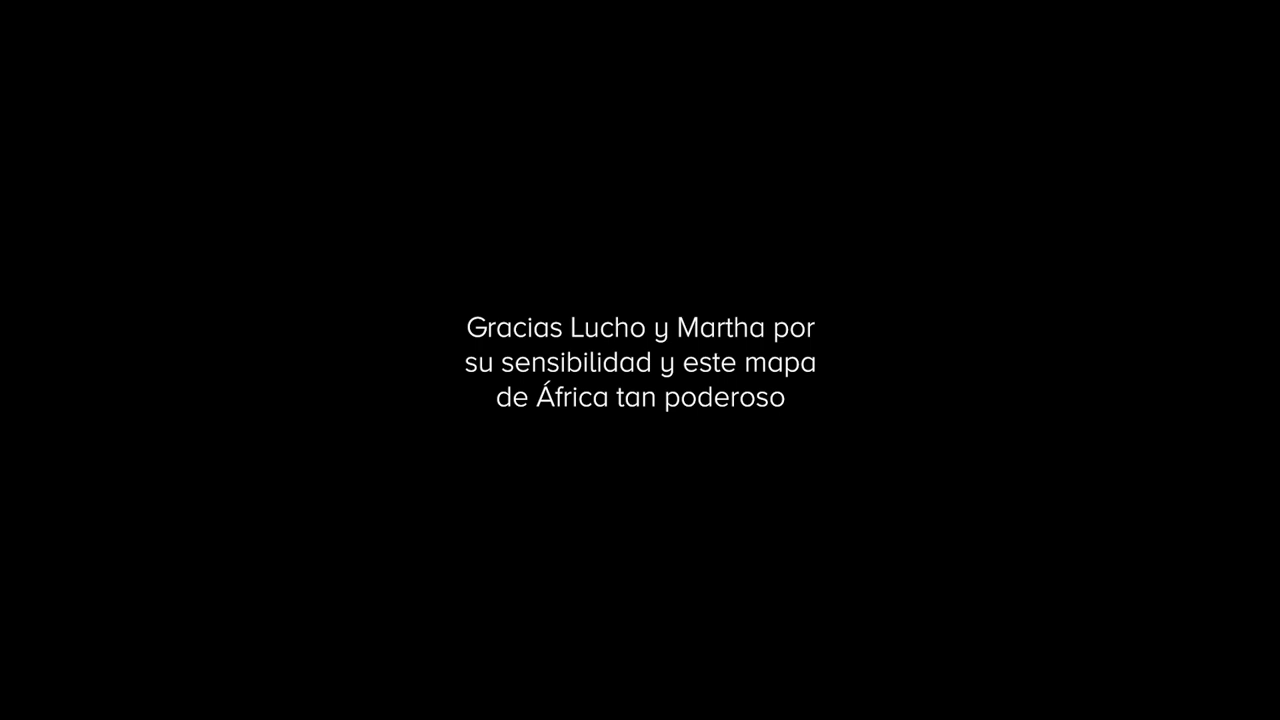 Gracias Lucho y Martha por
su sensibilidad y este mapa
de África tan poderoso